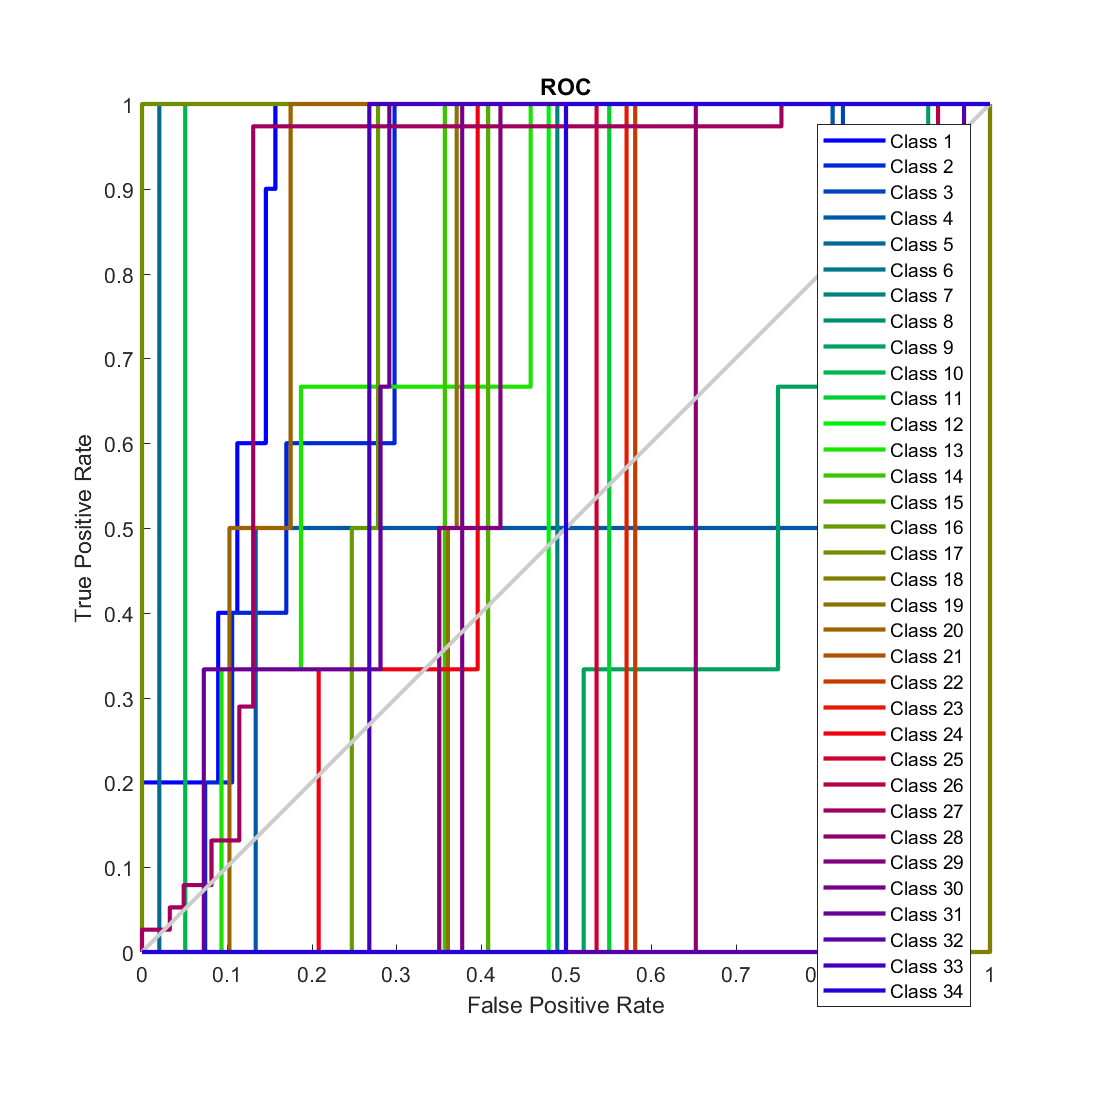 ROC
1
0.9
0.8
0.7
0.6
0.5
0.4
0.3
0.2
0.1
0
True Positive Rate
Class 1
Class 2
Class 3
Class 4
Class 5
Class 6
Class 7
Class 8
Class 9
Class 10
Class 11
Class 12
Class 13
Class 14
Class 15
Class 16
Class 17
Class 18
Class 19
Class 20
Class 21
Class 22
Class 23
Class 24
Class 25
Class 26
Class 27
Class 28
Class 29
Class 30
Class 31
Class 32
Class 33
Class 34
0 0.1 0.2 0.3 0.4 0.5 0.6 0.7 1
False Positive Rate